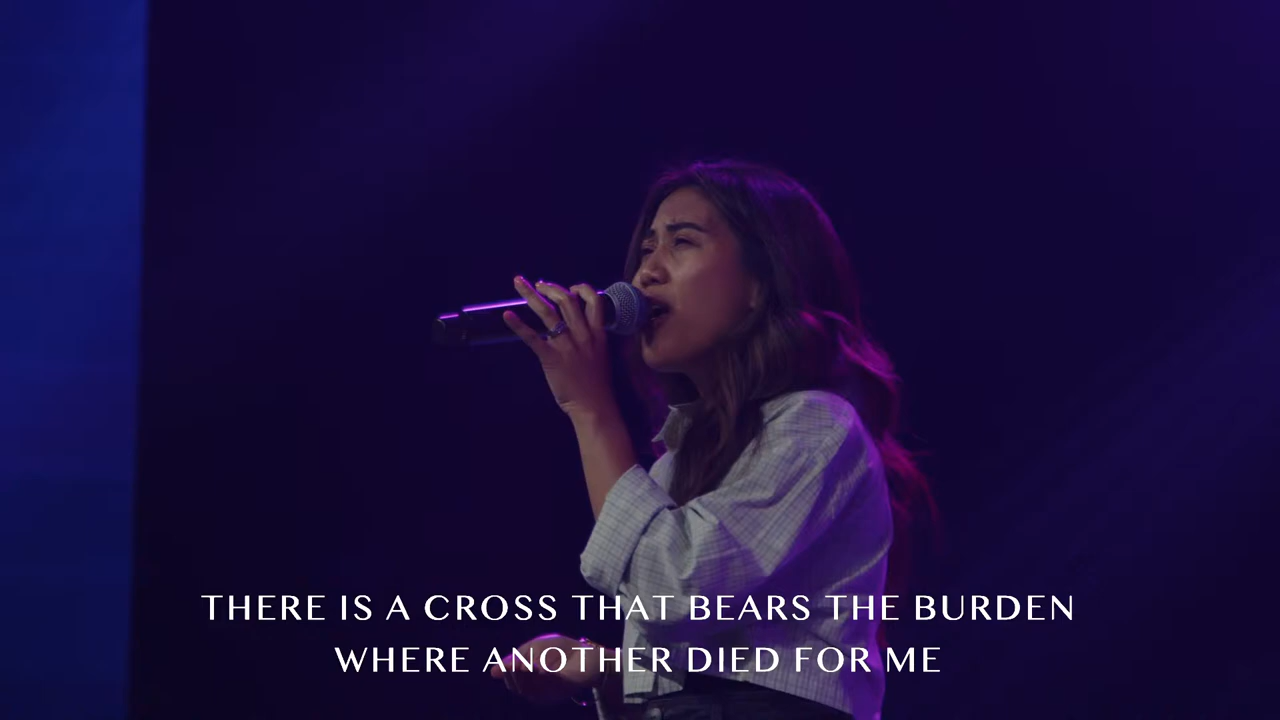 THERE IS A CROSS THAT BEARS THE BURDEN
WHERE ANOTHER DIED FOR ME